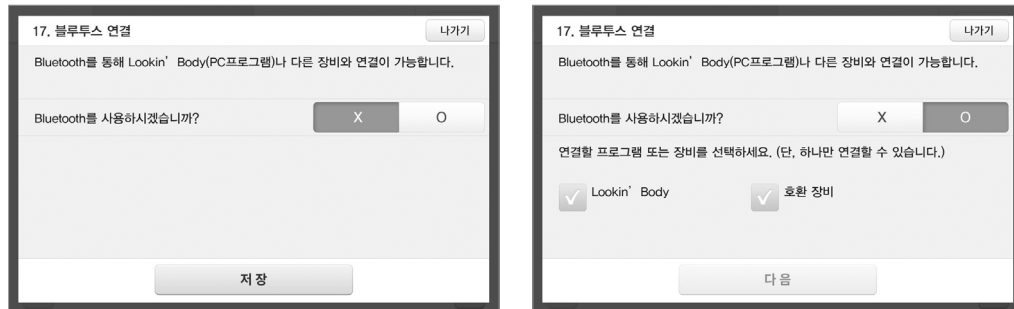 17. 블루투스 연결
나가기
Bluetooth를 통해 Lookin' Body(PC프로그램)나 다른 장비와 연결이 가능합니다.
Bluetooth를 사용하시겠습니까?
X
O
저장
17. 블루투스 연결
나가기
Bluetooth를 통해 Lookin' Body(PC프로그램)나 다른 장비와 연결이 가능합니다.
Bluetooth를 사용하시겠습니까?
X
O
연결할 프로그램 또는 장비를 선택하세요. (단, 하나만 연결할 수 있습니다.)
Lookin' Body
호환 장비
다음